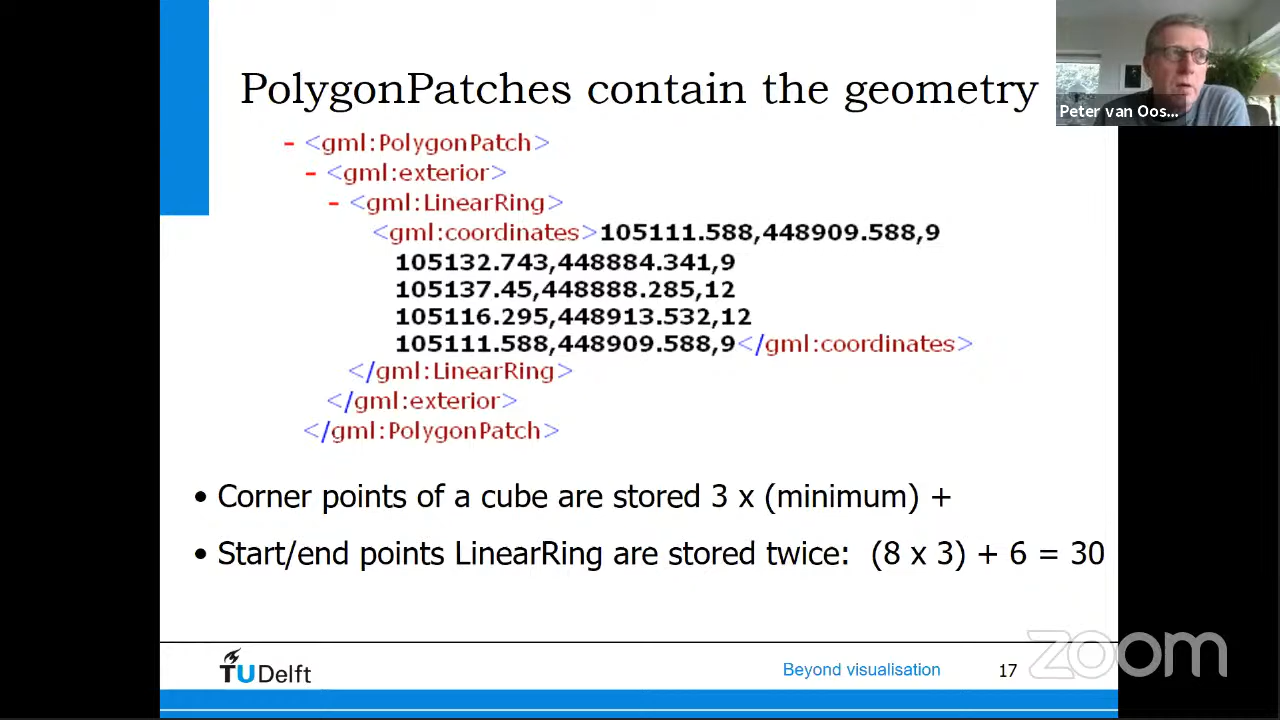 PolygonPatches contain the geometry
Peter van Oos...
- <gml:PolygonPatch>
- <gml:exterior>
- <gml:LinearRing>
<gml:coordinates>105111.588,448909.588,9
105132.743,448884.341,9
105137.45,448888.285,12
105116.295,448913.532,12
105111.588,448909.588,9</gml:coordinates>
</gml:LinearRing>
</gml:exterior>
</gml:PolygonPatch>
• Corner points of a cube are stored 3 x (minimum) +
• Start/end points LinearRing are stored twice: (8 x 3) + 6 = 30
TU Delft
Beyond visualisation
17
zoom